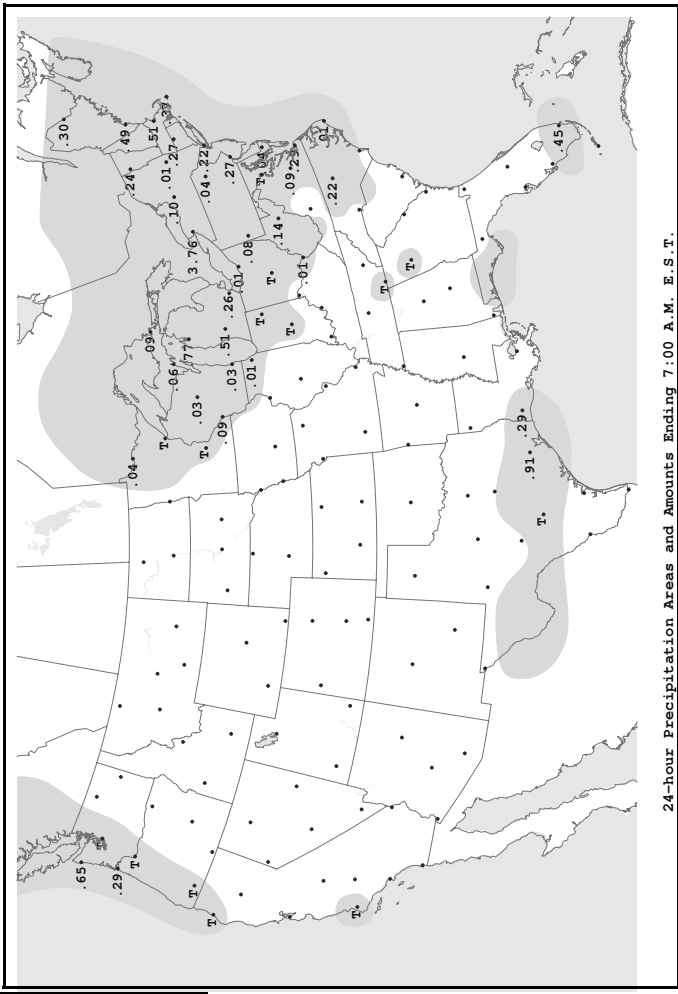 .30
.65
.29
.49
.24
.04
T
.09
.51
T
.01
.27
.06
.10
.77
3.76
T
.03
.22
T
.04
T
.09
.51
.26
.27
.03
.01
.08
.01
T
.04
T
T
.14
.09
T
.01
.01
.22
T
T
T
.29
.91
T
.45
24-hour Precipitation Areas and Amounts Ending 7:00 A.M. E.S.T.